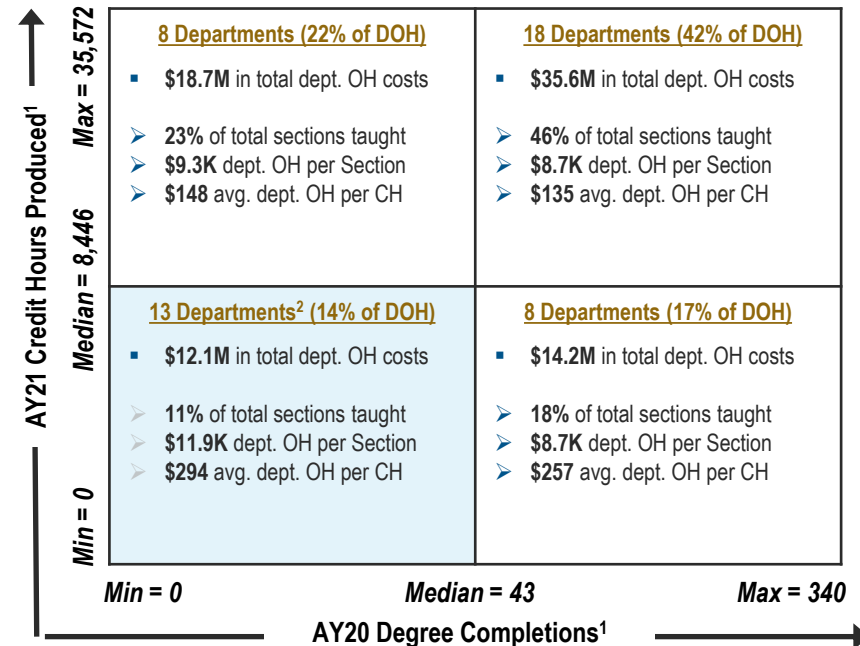 AY21 Credit Hours Produced1
Max = 35,572
Median = 8,446
Min = 0
8 Departments (22% of DOH)
▪ $18.7M in total dept. OH costs
➢ 23% of total sections taught
➢ $9.3K dept. OH per Section
➢ $148 avg. dept. OH per CH
18 Departments (42% of DOH)
▪ $35.6M in total dept. OH costs
➢ 46% of total sections taught
➢ $8.7K dept. OH per Section
➢ $135 avg. dept. OH per CH
13 Departments2 (14% of DOH)
▪ $12.1M in total dept. OH costs
➢ 11% of total sections taught
➢ $11.9K dept. OH per Section
➢ $294 avg. dept. OH per CH
8 Departments (17% of DOH)
▪ $14.2M in total dept. OH costs
➢ 18% of total sections taught
➢ $8.7K dept. OH per Section
➢ $257 avg. dept. OH per CH
Min = 0
Median = 43
Max = 340
AY20 Degree Completions1